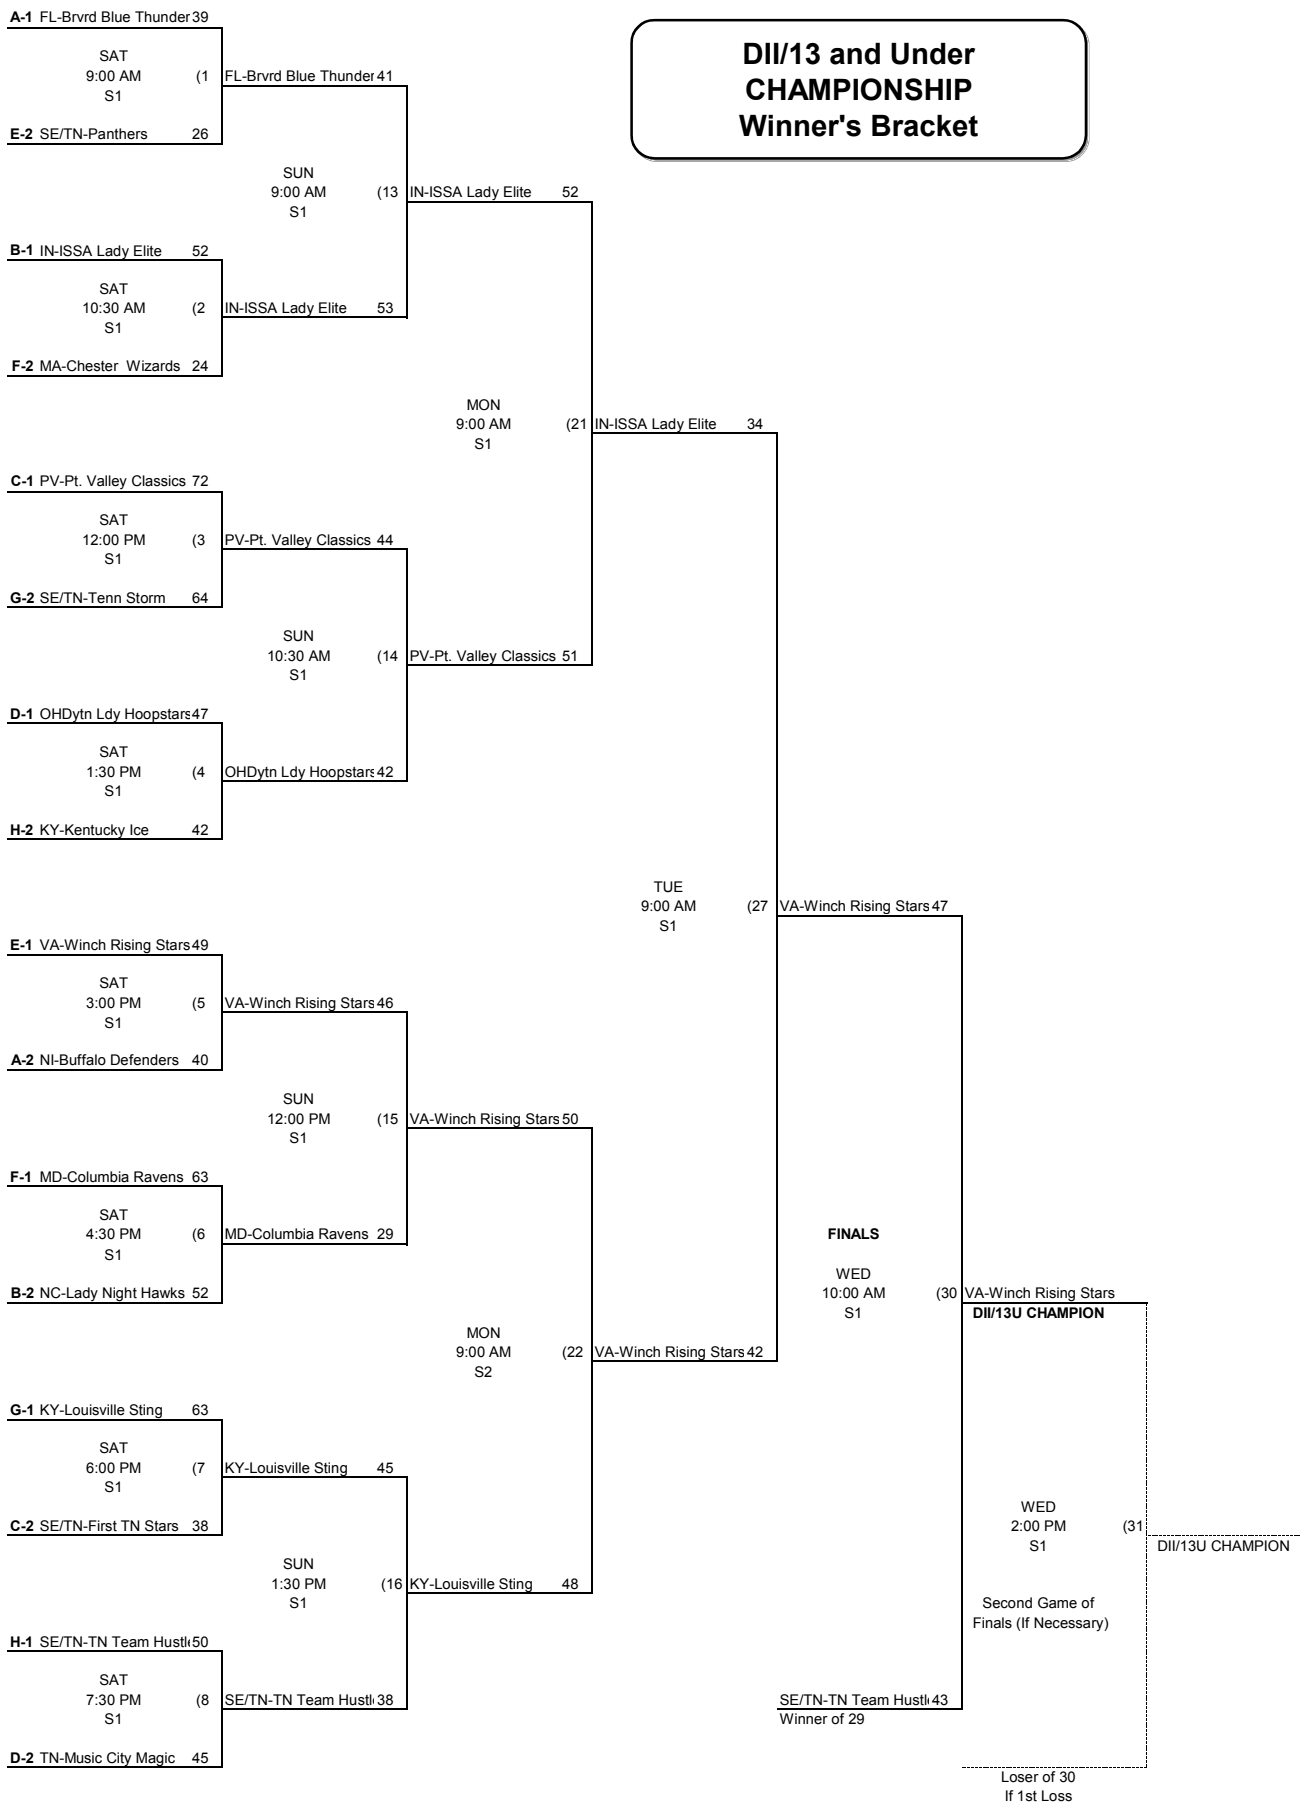 A-1 FL-Brvrd Blue Thunder 39
DII/13 and Under
CHAMPIONSHIP
Winner's Bracket
SAT
9:00 AM (1
S1
FL-Brvrd Blue Thunder 41
E-2 SE/TN-Panthers 26
SUN
9:00 AM (13
S1
IN-ISSA Lady Elite 52
B-1 IN-ISSA Lady Elite 52
SAT
10:30 AM (2
S1
IN-ISSA Lady Elite 53
F-2 MA-Chester Wizards 24
MON
9:00 AM (21
S1
IN-ISSA Lady Elite 34
C-1 PV-Pt. Valley Classics 72
SAT
12:00 PM (3
S1
PV-Pt. Valley Classics 44
G-2 SE/TN-Tenn Storm 64
SUN
10:30 AM (14
S1
PV-Pt. Valley Classics 51
D-1 OHDytn Ldy Hoopstars 47
SAT
1:30 PM (4
S1
OHDytn Ldy Hoopstars 42
H-2 KY-Kentucky Ice 42
TUE
9:00 AM (27
S1
VA-Winch Rising Stars 47
E-1 VA-Winch Rising Stars 49
SAT
3:00 PM (5
S1
VA-Winch Rising Stars 46
A-2 NI-Buffalo Defenders 40
SUN
12:00 PM (15
S1
VA-Winch Rising Stars 50
F-1 MD-Columbia Ravens 63
SAT
4:30 PM (6
S1
MD-Columbia Ravens 29
B-2 NC-Lady Night Hawks 52
FINALS
WED
10:00 AM (30
S1
VA-Winch Rising Stars
DII/13U CHAMPION
MON
9:00 AM (22
S2
VA-Winch Rising Stars 42
G-1 KY-Louisville Sting 63
SAT
6:00 PM (7
S1
KY-Louisville Sting 45
C-2 SE/TN-First TN Stars 38
WED
2:00 PM (31
S1
DII/13U CHAMPION
SUN
1:30 PM (16
S1
KY-Louisville Sting 48
Second Game of
Finals (If Necessary)
H-1 SE/TN-TN Team Hustl 50
SAT
7:30 PM (8
S1
SE/TN-TN Team Hustl 38
SE/TN-TN Team Hustl 43
Winner of 29
D-2 TN-Music City Magic 45
Loser of 30
If 1st Loss